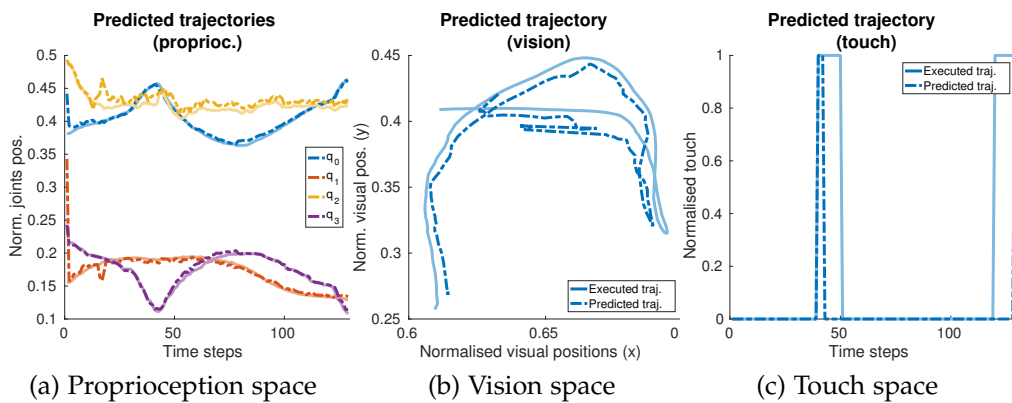 Predicted trajectories
(proprioc.)
0.5
0.45
0.4
0.35
0.3
0.25
0.2
0.15
0.1
Norm. joints pos.
q0
q1
q2
q3
0
50
100
Time steps
(a) Proprioception space
Predicted trajectory
(vision)
0.45
0.4
0.35
0.3
0.25
Norm. visual pos. (y)
Executed traj.
Predicted traj.
0.6
0.65
0
Normalised visual positions (x)
(b) Vision space
Predicted trajectory
(touch)
1
0.8
0.6
0.4
0.2
0
Normalised touch
Executed traj.
Predicted traj.
0
50
100
Time steps
(c) Touch space